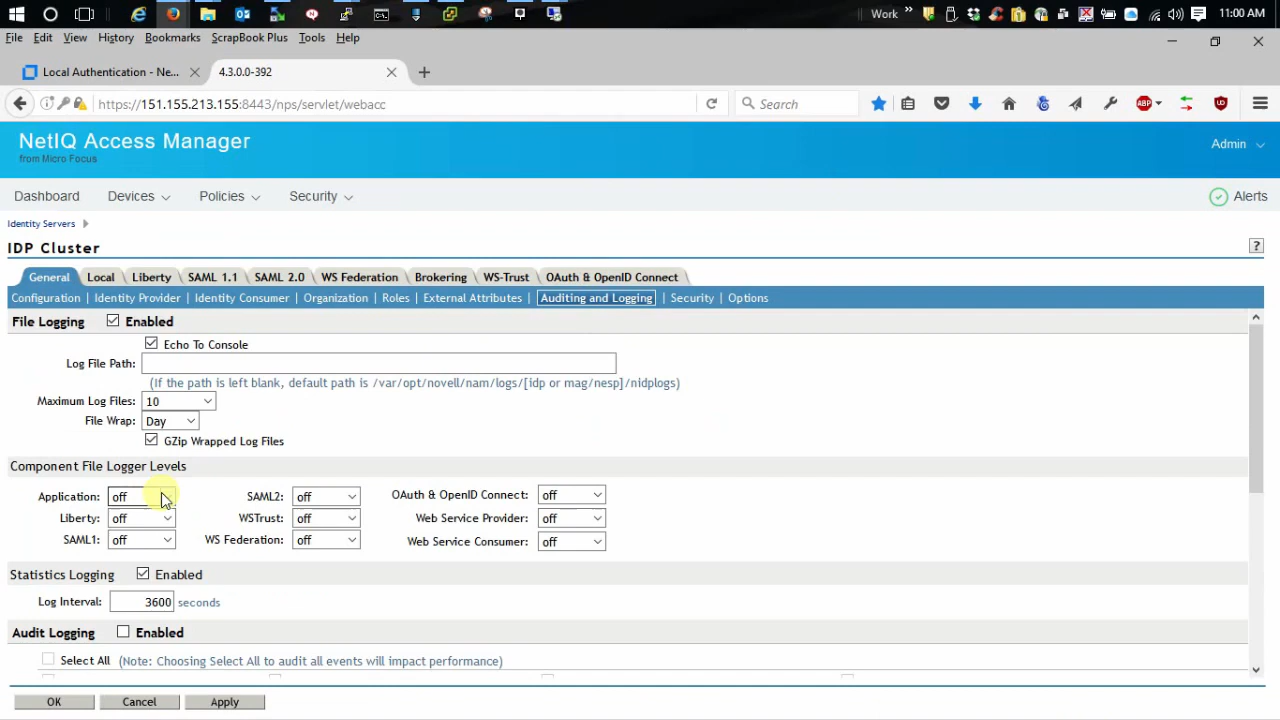 Work » 11:00 AM
File Edit View History Bookmarks ScrapBook Plus Tools Help
Local Authentication - Ne... 4.3.0.0-392
https://151.155.213.155:8443/nps/servlet/webacc Search ABP
NetIQ Access Manager Admin
from Micro Focus
Dashboard Devices Policies Security Alerts
Identity Servers
IDP Cluster ?
General Local Liberty SAML 1.1 SAML 2.0 WS Federation Brokering WS-Trust OAuth & OpenID Connect
Configuration | Identity Provider | Identity Consumer | Organization | Roles | External Attributes | Auditing and Logging | Security | Options
File Logging Enabled
Echo To Console
Log File Path:
(If the path is left blank, default path is /var/opt/novell/nam/logs/[idp or mag/nesp]/nidplogs)
Maximum Log Files: 10
File Wrap: Day
GZip Wrapped Log Files
Component File Logger Levels
Application: off SAML2: off OAuth & OpenID Connect: off
Liberty: off WSTrust: off Web Service Provider: off
SAML1: off WS Federation: off Web Service Consumer: off
Statistics Logging Enabled
Log Interval: 3600 seconds
Audit Logging Enabled
Select All (Note: Choosing Select All to audit all events will impact performance)
OK Cancel Apply